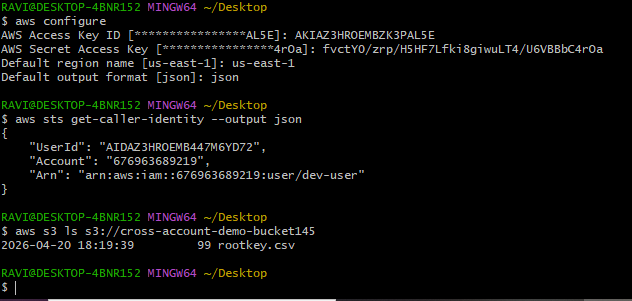 RAVI@DESKTOP-4BNR152 MINGW64 ~/Desktop
$ aws configure
AWS Access Key ID [****************AL5E]: AKIAZ3HROEMBZK3PAL5E
AWS Secret Access Key [****************4rOa]: 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
Default region name [us-east-1]: us-east-1
Default output format [json]: json

RAVI@DESKTOP-4BNR152 MINGW64 ~/Desktop
$ aws sts get-caller-identity --output json
{
    "UserId": "AIDAZ3HROEMB447M6YD72",
    "Account": "676963689219",
    "Arn": "arn:aws:iam::676963689219:user/dev-user"
}

RAVI@DESKTOP-4BNR152 MINGW64 ~/Desktop
$ aws s3 ls s3://cross-account-demo-bucket145
2026-04-20 18:19:39         99 rootkey.csv

RAVI@DESKTOP-4BNR152 MINGW64 ~/Desktop
$